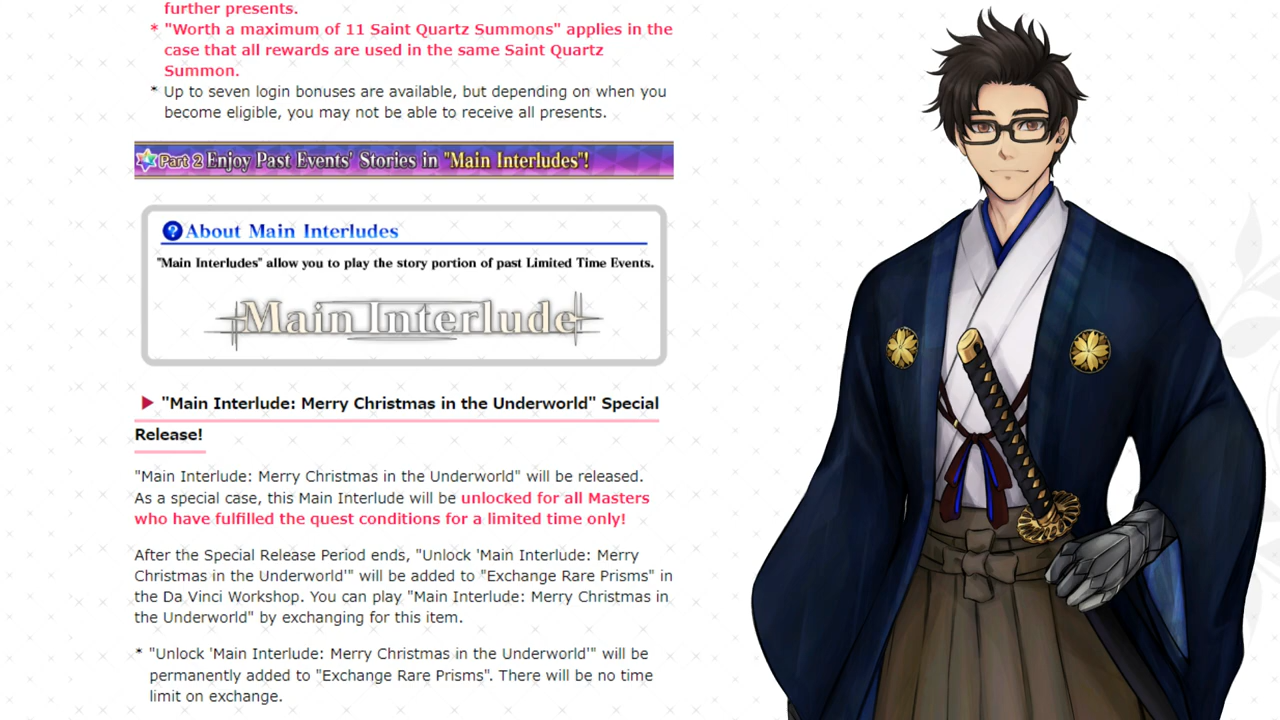 further presents.
* "Worth a maximum of 11 Saint Quartz Summons" applies in the
case that all rewards are used in the same Saint Quartz
Summon.
* Up to seven login bonuses are available, but depending on when you
become eligible, you may not be able to receive all presents.
Part 2 Enjoy Past Events' Stories in "Main Interludes"!
? About Main Interludes
"Main Interludes" allow you to play the story portion of past Limited Time Events.
Main Interlude
▶ "Main Interlude: Merry Christmas in the Underworld" Special
Release!
"Main Interlude: Merry Christmas in the Underworld" will be released.
As a special case, this Main Interlude will be unlocked for all Masters
who have fulfilled the quest conditions for a limited time only!
After the Special Release Period ends, "Unlock 'Main Interlude: Merry
Christmas in the Underworld'" will be added to "Exchange Rare Prisms" in
the Da Vinci Workshop. You can play "Main Interlude: Merry Christmas in
the Underworld" by exchanging for this item.
* "Unlock 'Main Interlude: Merry Christmas in the Underworld'" will be
permanently added to "Exchange Rare Prisms". There will be no time
limit on exchange.